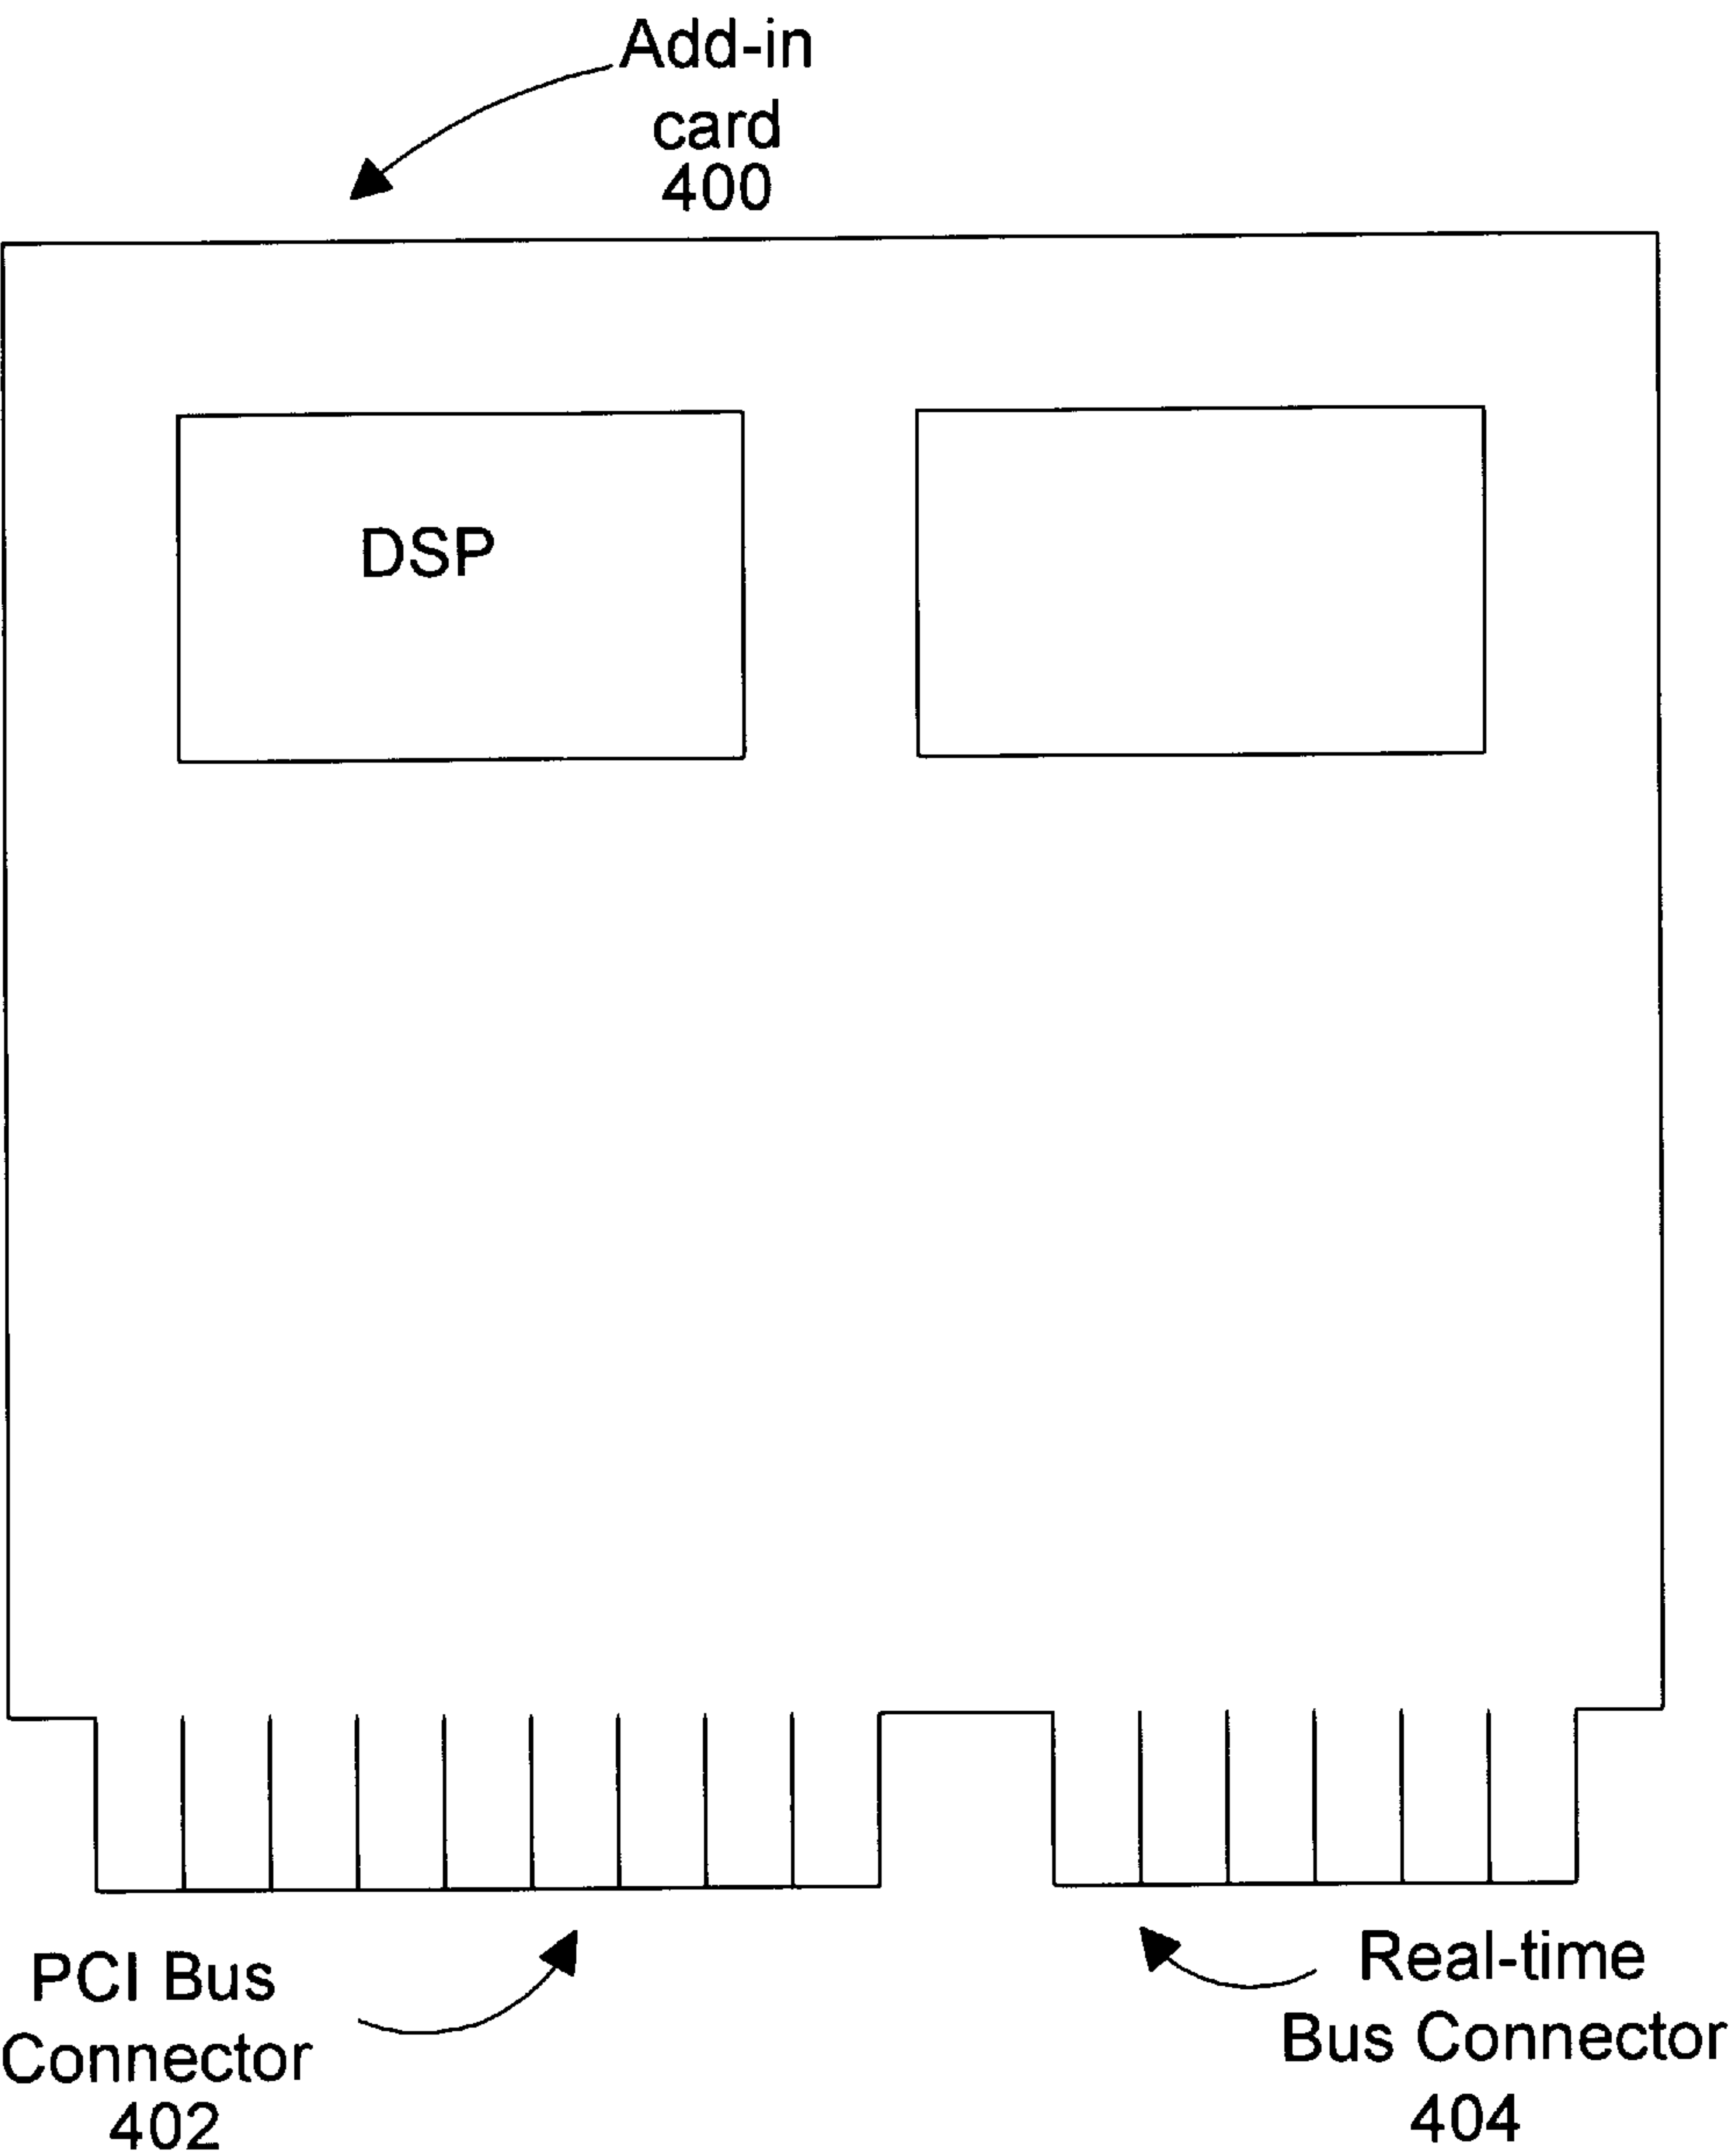 Add-in
card
400
DSP
PCI Bus
Connector
402
Real-time
Bus Connector
404